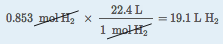 0.853 mol H₂ × 22.4 L / 1 mol H₂ = 19.1 L H₂